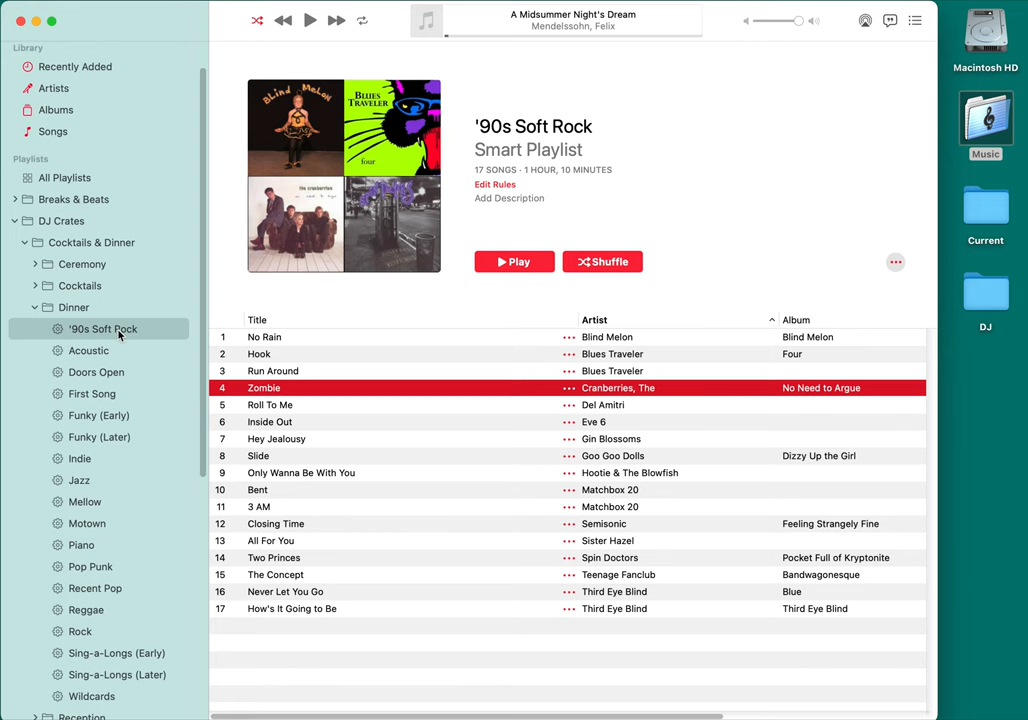 A Midsummer Night's Dream
Mendelssohn, Felix
Library
Recently Added
Artists
Albums
Songs
Playlists
All Playlists
Breaks & Beats
DJ Crates
Cocktails & Dinner
Ceremony
Cocktails
Dinner
'90s Soft Rock
Acoustic
Doors Open
First Song
Funky (Early)
Funky (Later)
Indie
Jazz
Mellow
Motown
Piano
Pop Punk
Recent Pop
Reggae
Rock
Sing-a-Longs (Early)
Sing-a-Longs (Later)
Wildcards
Reception
BLIND MELON
BLUES TRAVELER
four
the cranberries
'90s Soft Rock
Smart Playlist
17 SONGS · 1 HOUR, 10 MINUTES
Edit Rules
Add Description
Play
Shuffle
Title Artist Album
1 No Rain Blind Melon Blind Melon
2 Hook Blues Traveler Four
3 Run Around Blues Traveler
4 Zombie Cranberries, The No Need to Argue
5 Roll To Me Del Amitri
6 Inside Out Eve 6
7 Hey Jealousy Gin Blossoms
8 Slide Goo Goo Dolls Dizzy Up the Girl
9 Only Wanna Be With You Hootie & The Blowfish
10 Bent Matchbox 20
11 3 AM Matchbox 20
12 Closing Time Semisonic Feeling Strangely Fine
13 All For You Sister Hazel
14 Two Princes Spin Doctors Pocket Full of Kryptonite
15 The Concept Teenage Fanclub Bandwagonesque
16 Never Let You Go Third Eye Blind Blue
17 How's It Going to Be Third Eye Blind Third Eye Blind
Macintosh HD
Music
Current
DJ